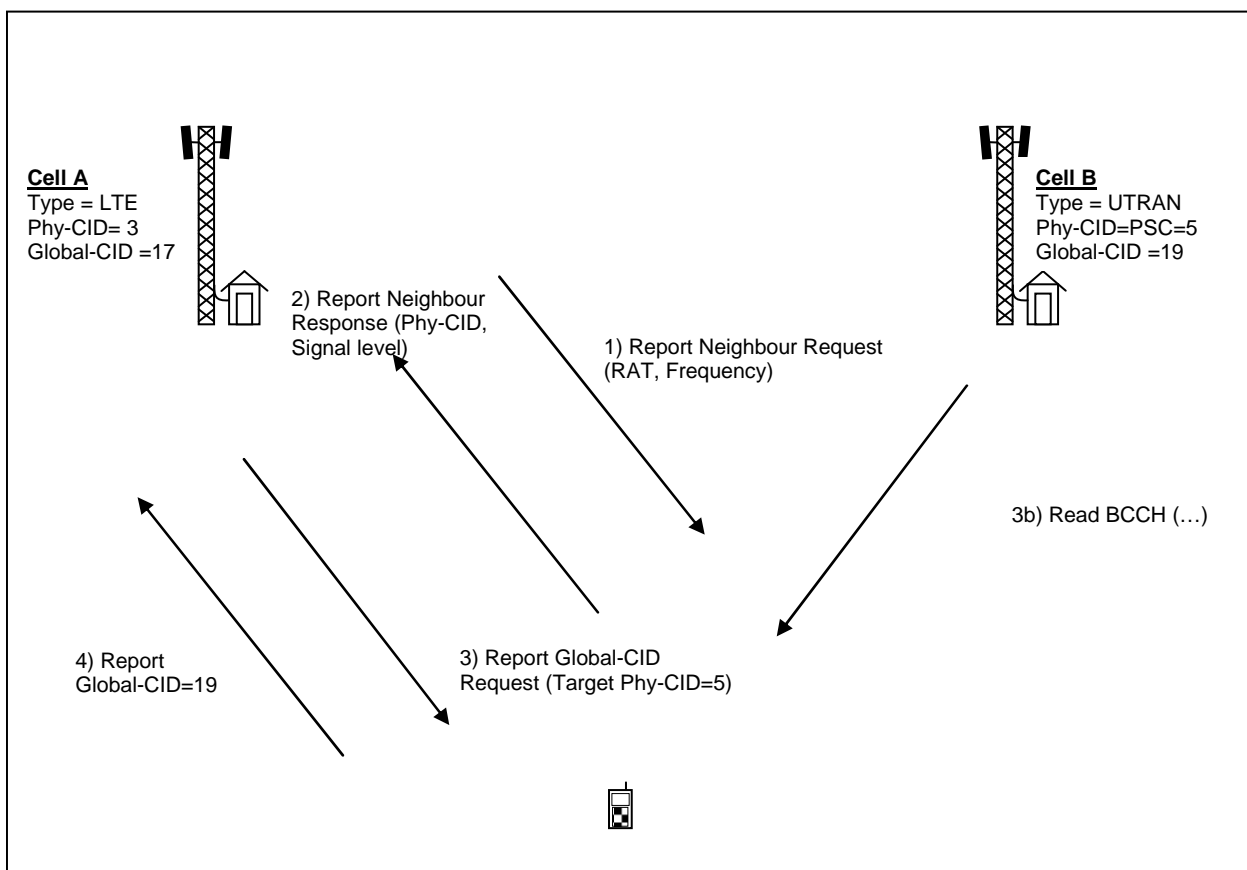 Cell A
Type = LTE
Phy-CID= 3
Global-CID =17
Cell B
Type = UTRAN
Phy-CID=PSC=5
Global-CID =19
2) Report Neighbour
Response (Phy-CID,
Signal level)
1) Report Neighbour Request
(RAT, Frequency)
3b) Read BCCH (…)
4) Report
Global-CID=19
3) Report Global-CID
Request (Target Phy-CID=5)